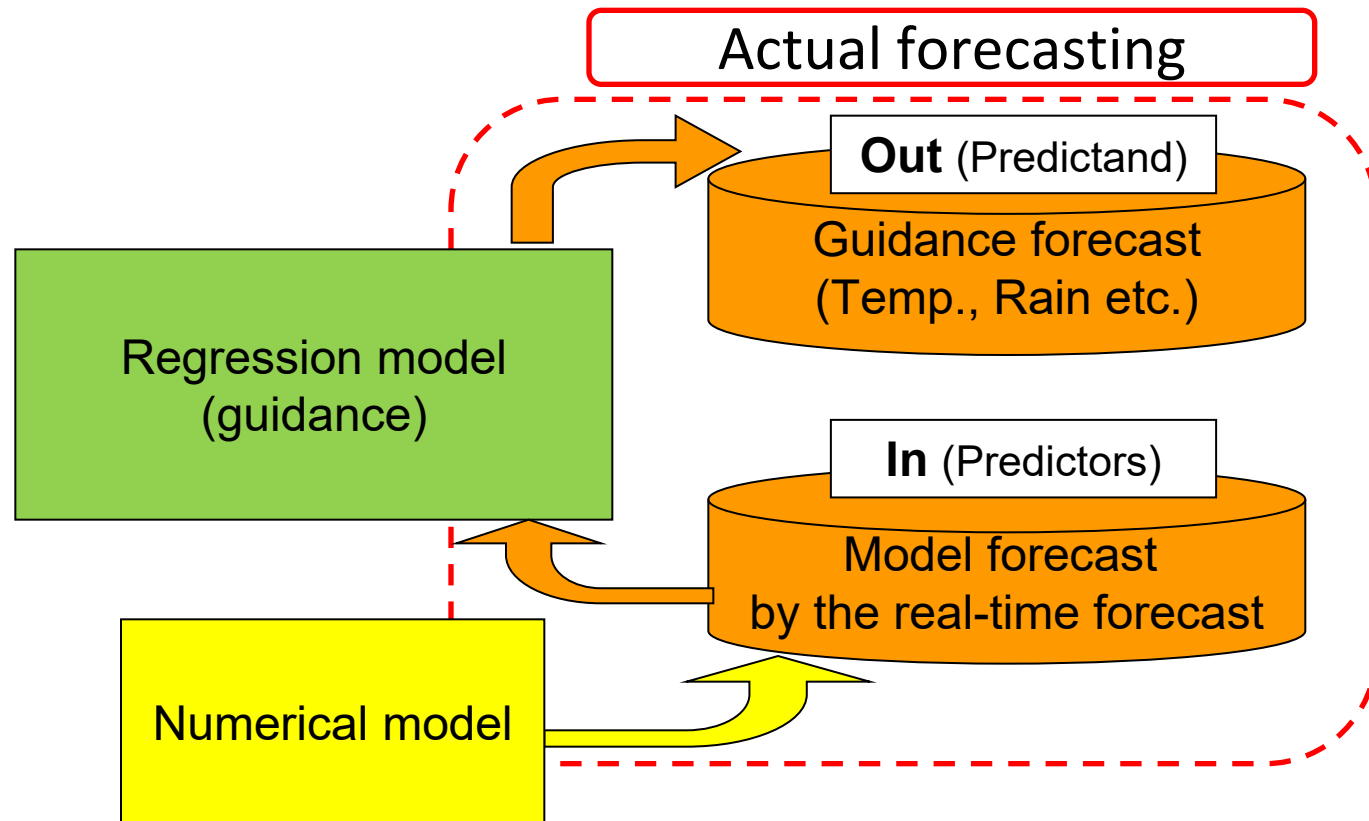 Actual forecasting
Out (Predictand)
Guidance forecast
(Temp., Rain etc.)
Regression model
(guidance)
In (Predictors)
Model forecast
by the real-time forecast
Numerical model